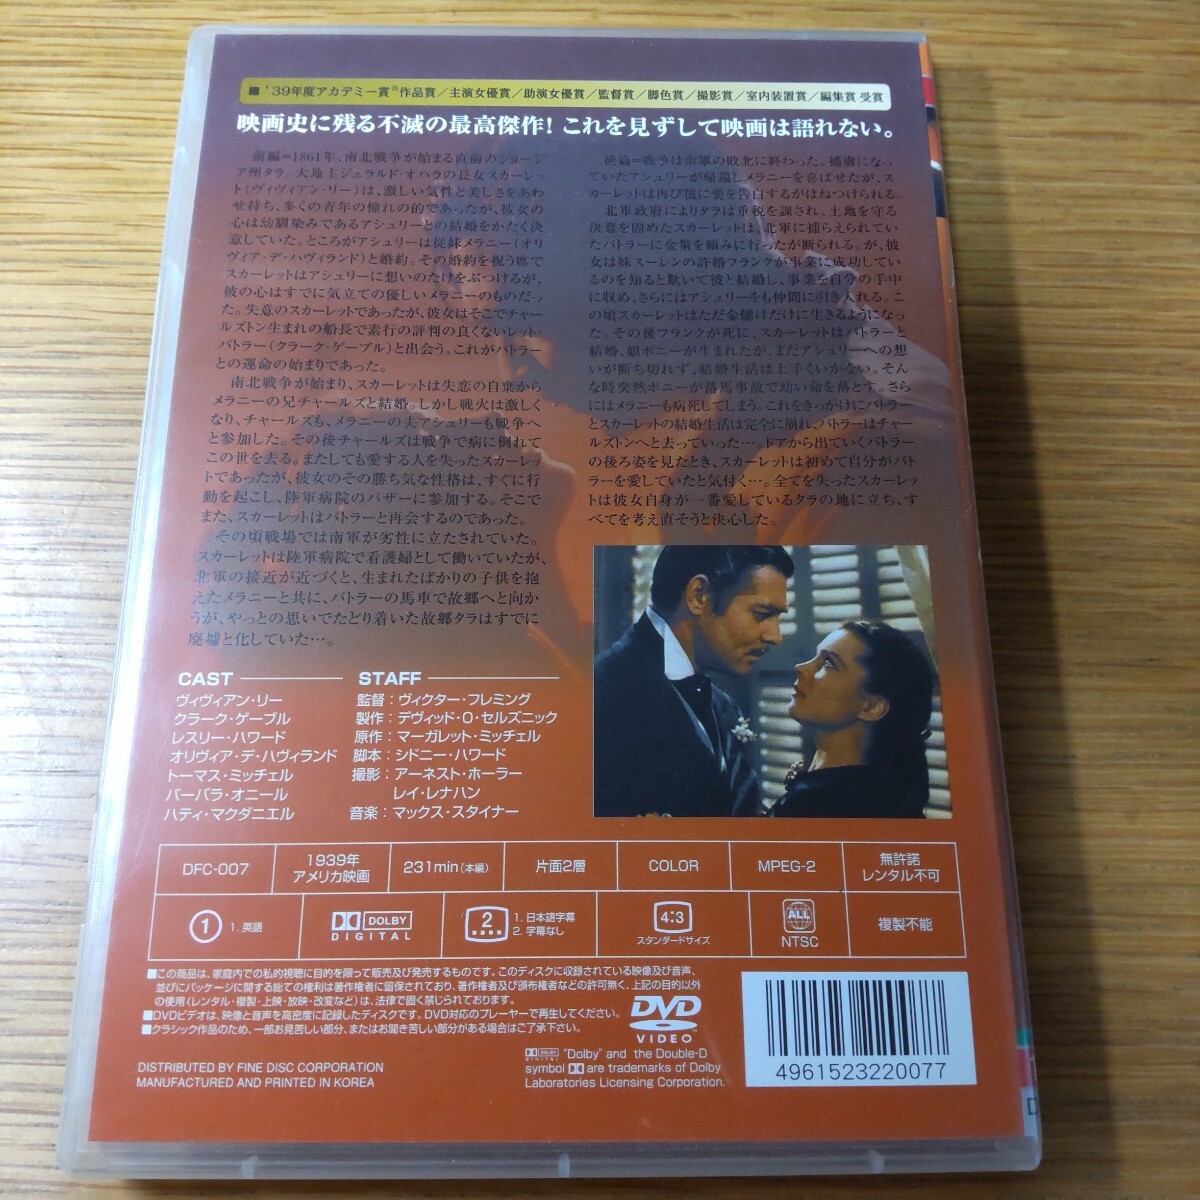 ■ '39年度アカデミー賞®作品賞／主演女優賞／助演女優賞／監督賞／脚色賞／撮影賞／室内装置賞／編集賞 受賞
映画史に残る不滅の最高傑作! これを見ずして映画は語れない。
前編=1861年、南北戦争が始まる直前のジョージ
ア州タラ。大地主ジェラルド・オハラの長女スカーレッ
ト(ヴィヴィアン・リー)は、激しい気性と美しさをあわ
せ持ち、多くの青年の憧れの的であったが、彼女の
心は幼馴染みであるアシュリーとの結婚をかたく決
意していた。ところがアシュリーは従妹メラニー(オリ
ヴィア・デ・ハヴィランド)と婚約。その婚約を祝う席で
スカーレットはアシュリーに想いのたけをぶつけるが、
彼の心はすでに気立ての優しいメラニーのものだっ
た。失意のスカーレットであったが、彼女はそこでチャー
ルズトン生まれの船長で素行の評判の良くないレット・
バトラー(クラーク・ゲーブル)と出会う。これがバトラー
との運命の始まりであった。
南北戦争が始まり、スカーレットは失恋の自棄から
メラニーの兄チャールズと結婚。しかし戦火は激しく
なり、チャールズも、メラニーの夫アシュリーも戦争へ
と参加した。その後チャールズは戦争で病に倒れて
この世を去る。またしても愛する人を失ったスカーレッ
トであったが、彼女のその勝ち気な性格は、すぐに行
動を起こし、陸軍病院のバザーに参加する。そこで
また、スカーレットはバトラーと再会するのであった。
その頃戦場では南軍が劣性に立たされていた。
スカーレットは陸軍病院で看護婦として働いていたが、
北軍の接近が近づくと、生まれたばかりの子供を抱
えたメラニーと共に、バトラーの馬車で故郷へと向か
うが、やっとの思いでたどり着いた故郷タラはすでに
廃墟と化していた…。
後篇=戦争は南軍の敗北に終わった。捕虜になっ
ていたアシュリーが帰還しメラニーを喜ばせたが、ス
カーレットは再び彼に愛を告白するがはねつけられる。
北軍政府によりタラは重税を課され、土地を守る
決意を固めたスカーレットは、北軍に捕らえられてい
たバトラーに金策を頼みに行ったが断られる。が、彼
女は妹スーレンの許婚フランクが事業に成功してい
るのを知ると欺いて彼と結婚し、事業を自分の手中
に収め、さらにはアシュリーをも仲間に引き入れる。こ
の頃スカーレットはただ金儲けだけに生きるようになっ
た。その後フランクが死に、スカーレットはバトラーと
結婚、娘ボニーが生まれたが、まだアシュリーへの想
いが断ち切れず、結婚生活は上手くいかない。そん
な時突然ボニーが落馬事故で幼い命を落とす。さら
にはメラニーも病死してしまう。これをきっかけにバトラー
とスカーレットの結婚生活は完全に崩れ、バトラーはチャー
ルズトンへと去っていった…。ドアから出ていくバトラー
の後ろ姿を見たとき、スカーレットは初めて自分がバト
ラーを愛していたと気付く…。全てを失ったスカーレッ
トは彼女自身が一番愛しているタラの地に立ち、す
べてを考え直そうと決心した。
CAST
ヴィヴィアン・リー
クラーク・ゲーブル
レスリー・ハワード
オリヴィア・デ・ハヴィランド
トーマス・ミッチェル
バーバラ・オニール
ハティ・マクダニエル
STAFF
監督：ヴィクター・フレミング
製作：デヴィッド・O・セルズニック
原作：マーガレット・ミッチェル
脚本：シドニー・ハワード
撮影：アーネスト・ホーラー
レイ・レナハン
音楽：マックス・スタイナー
DFC-007
1939年
アメリカ映画
231min(本編)
片面2層
COLOR
MPEG-2
無許諾
レンタル不可
1 1. 英語
DOLBY
DIGITAL
2 1. 日本語字幕
2. 字幕なし
4:3
スタンダードサイズ
ALL
NTSC
複製不能
■この商品は、家庭内での私的視聴に目的を限って販売及び発売するものです。このディスクに収録されている映像及び音声、
並びにパッケージに関する総ての権利は著作権者に留保されており、著作権者及び頒布権者などの許可無く、上記の目的以外
の使用(レンタル・複製・上映・放映・改変など)は、法律で固く禁じられております。
■DVDビデオは、映像と音声を高密度に記録したディスクです。DVD対応のプレーヤーで再生してください。
■クラシック作品のため、一部お見苦しい部分、またはお聞き苦しい部分がある場合はご了承下さい。
DVD
VIDEO
DISTRIBUTED BY FINE DISC CORPORATION
MANUFACTURED AND PRINTED IN KOREA
DOLBY DIGITAL "Dolby" and the Double-D
symbol are trademarks of Dolby
Laboratories Licensing Corporation.
4961523220077